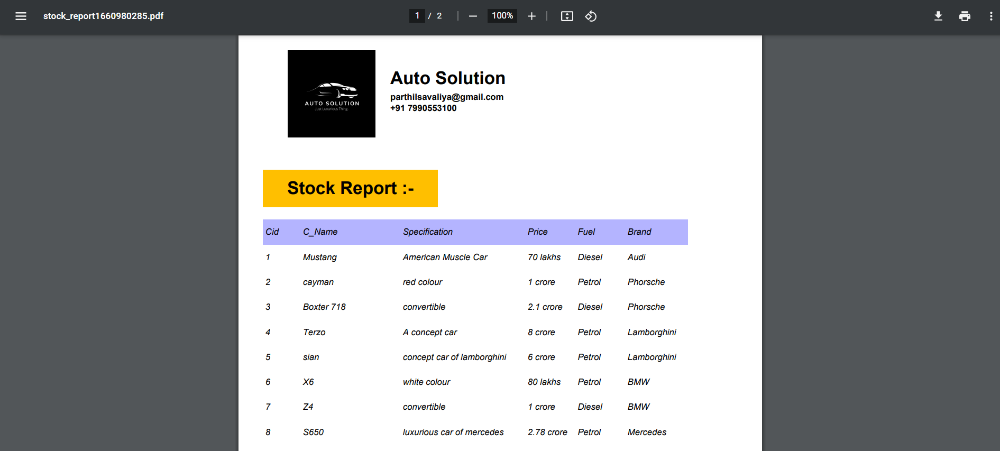 stock_report1660980285.pdf 1 / 2 100%
AUTO SOLUTION
-Just Luxurious Thing-
Auto Solution
parthilsavaliya@gmail.com
+91 7990553100
Stock Report :-
Cid C_Name Specification Price Fuel Brand
1 Mustang American Muscle Car 70 lakhs Diesel Audi
2 cayman red colour 1 crore Petrol Phorsche
3 Boxter 718 convertible 2.1 crore Diesel Phorsche
4 Terzo A concept car 8 crore Petrol Lamborghini
5 sian concept car of lamborghini 6 crore Petrol Lamborghini
6 X6 white colour 80 lakhs Petrol BMW
7 Z4 convertible 1 crore Diesel BMW
8 S650 luxurious car of mercedes 2.78 crore Petrol Mercedes